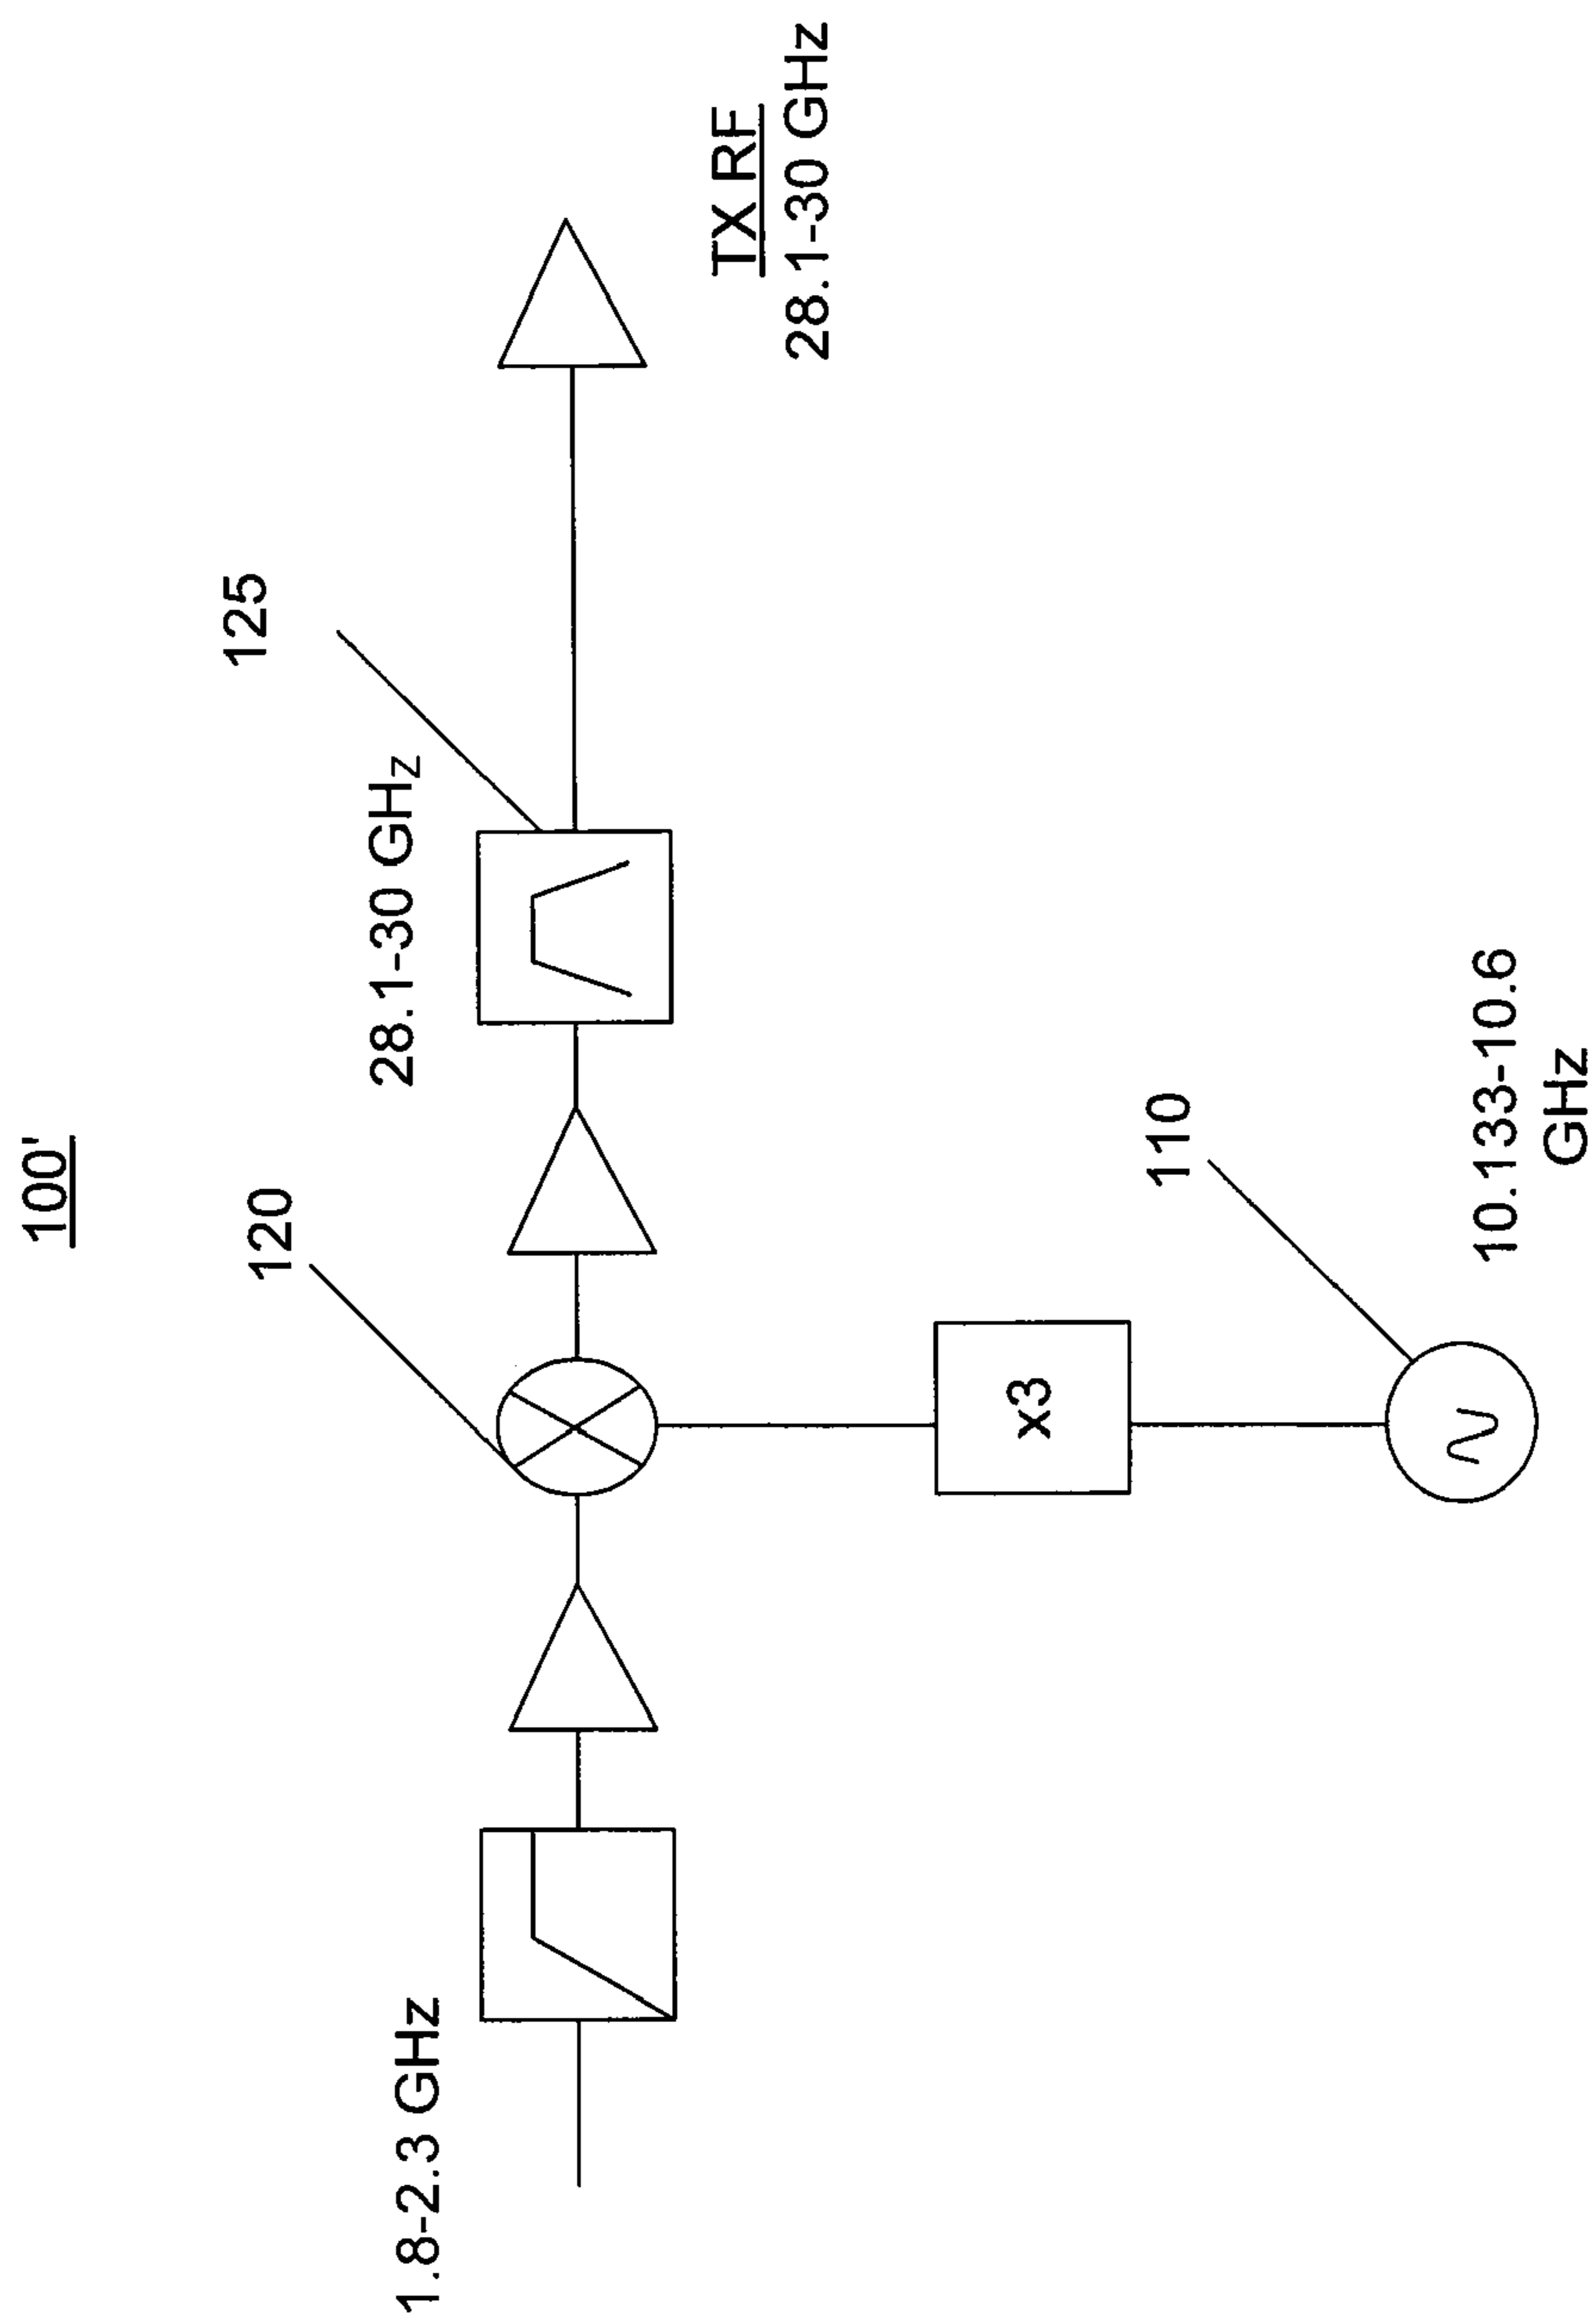 100'
1.8-2.3 GHz
120
28.1-30 GHz
125
TX RF
28.1-30 GHz
x3
110
10.133-10.6
GHz